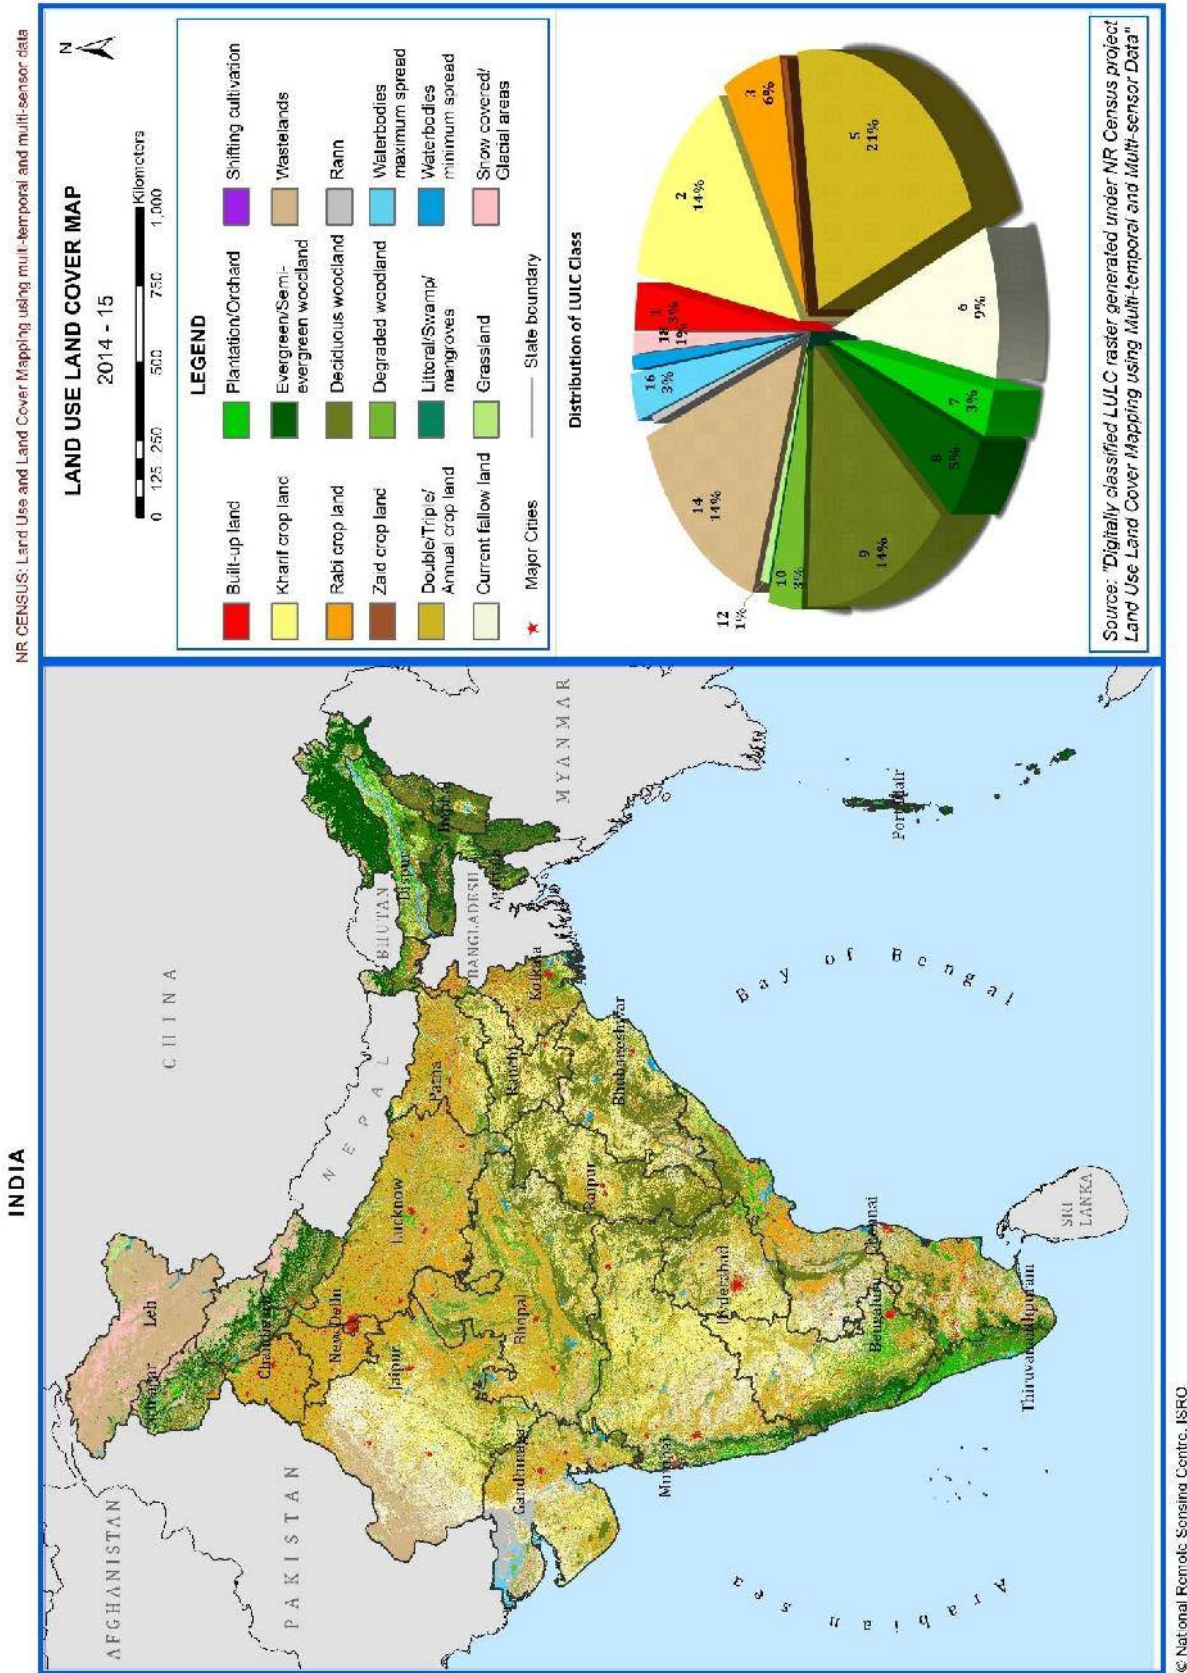 NR CENSUS: Land Use and Land Cover Mapping using multi-temporal and multi-sensor data
INDIA
AFGHANISTAN
PAKISTAN
CHINA
NEPAL
BHUTAN
BANGLADESH
MYANMAR
SRI
LANKA
Leh
Srinagar
Chandigarh
New Delhi
Jaipur
Lucknow
Patna
Dispur
Imphal
Agartala
Gandhinagar
Bhopal
Ranchi
Kolkata
Raipur
Bhubaneshwar
Mumbai
Hyderabad
Bengaluru
Chennai
Thiruvananthapuram
Port Blair
Arabian sea
Bay of Bengal
LAND USE LAND COVER MAP
2014 - 15
N
0 125 250 500 750 1,000
Kilometers
LEGEND
Built-up land
Kharif crop land
Rabi crop land
Zaid crop land
Double/Triple/
Annual crop land
Current fallow land
Major Cities
Plantation/Orchard
Evergreen/Semi-
evergreen woodland
Deciduous woodland
Degraded woodland
Littoral/Swamp/
mangroves
Grassland
State boundary
Shifting cultivation
Wastelands
Rann
Waterbodies
maximum spread
Waterbodies
minimum spread
Snow covered/
Glacial areas
Distribution of LULC Class
1
3%
2
14%
3
6%
5
21%
6
9%
7
3%
8
5%
9
14%
10
3%
12
1%
14
14%
16
3%
18
1%
Source: "Digitally classified LULC raster generated under NR Census project
Land Use Land Cover Mapping using Multi-temporal and Multi-sensor Data"
© National Remote Sensing Centre, ISRO